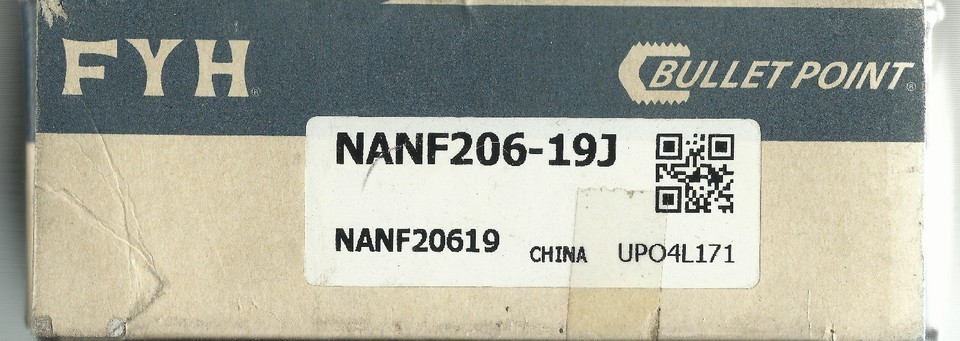 FYH®
BULLET POINT®
NANF206-19J
NANF20619
CHINA
UPO4L171